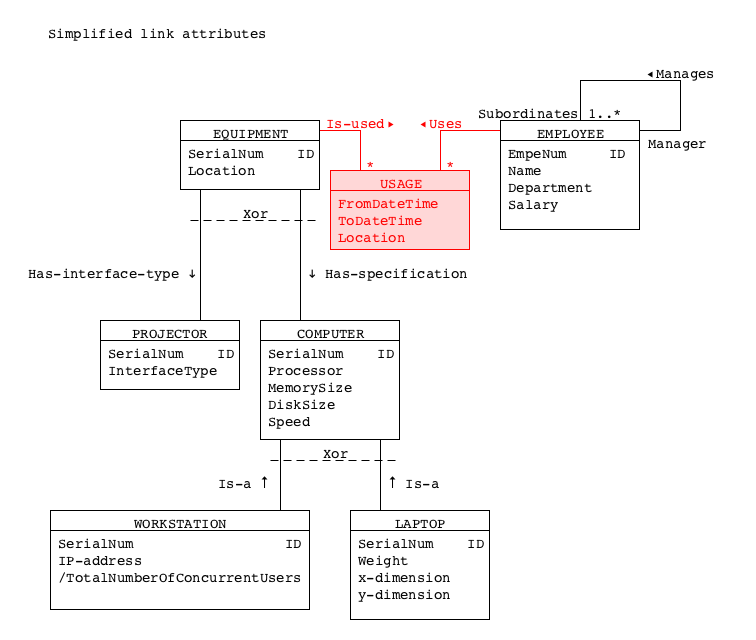 Simplified link attributes
◂Manages
Subordinates 1..*
Manager
Is-used▸
◂Uses
EQUIPMENT
SerialNum ID
Location
*
*
USAGE
FromDateTime
ToDateTime
Location
EMPLOYEE
EmpeNum ID
Name
Department
Salary
Xor
Has-interface-type ↓
↓ Has-specification
PROJECTOR
SerialNum ID
InterfaceType
COMPUTER
SerialNum ID
Processor
MemorySize
DiskSize
Speed
Xor
Is-a ↑
↑ Is-a
WORKSTATION
SerialNum ID
IP-address
/TotalNumberOfConcurrentUsers
LAPTOP
SerialNum ID
Weight
x-dimension
y-dimension